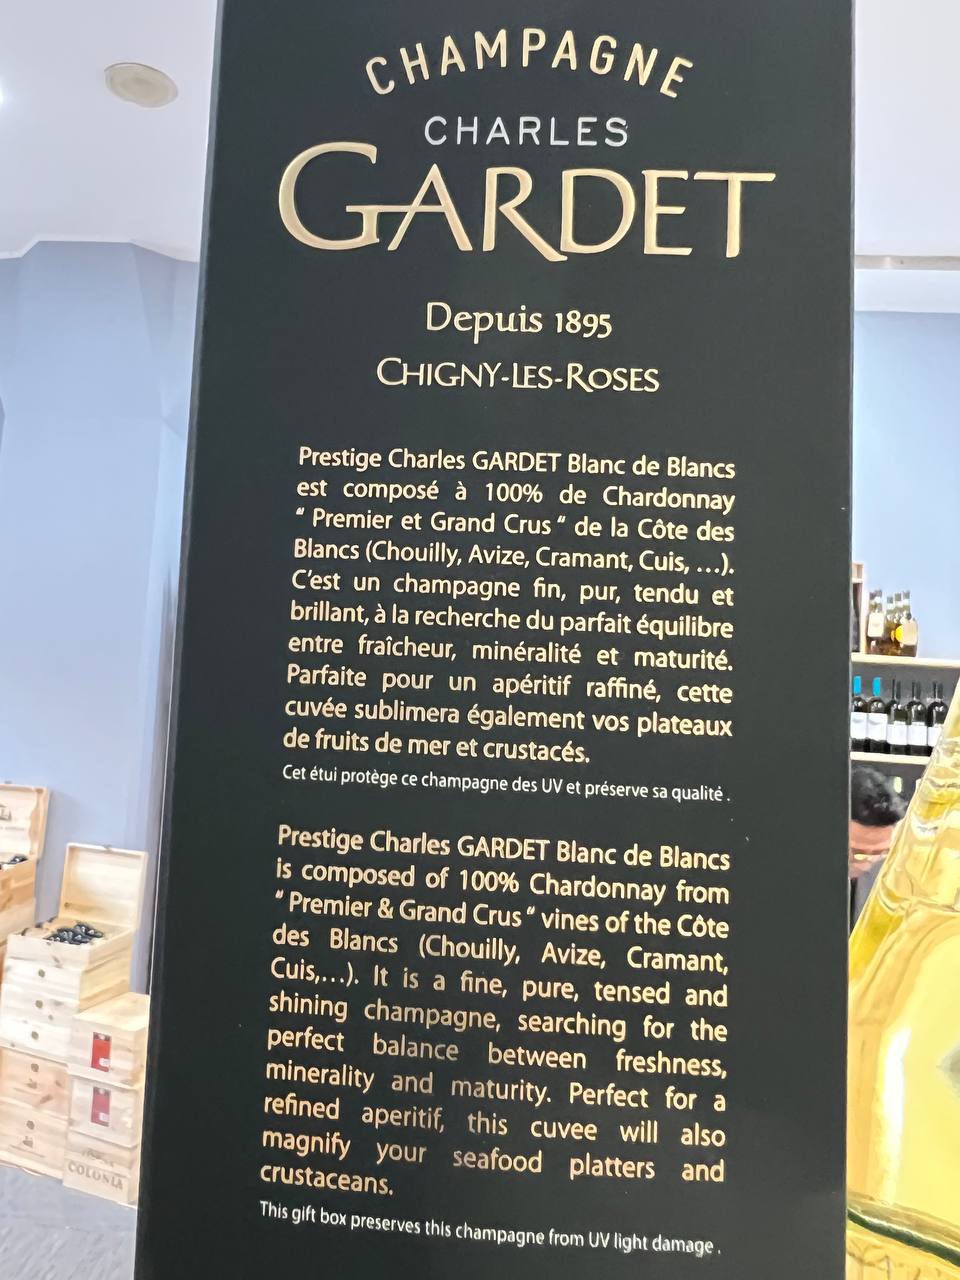 CHAMPAGNE
CHARLES
GARDET
Depuis 1895
CHIGNY-LES-ROSES
Prestige Charles GARDET Blanc de Blancs
est composé à 100% de Chardonnay
“ Premier et Grand Crus “ de la Côte des
Blancs (Chouilly, Avize, Cramant, Cuis, ...).
C'est un champagne fin, pur, tendu et
brillant, à la recherche du parfait équilibre
entre fraîcheur, minéralité et maturité.
Parfaite pour un apéritif raffiné, cette
cuvée sublimera également vos plateaux
de fruits de mer et crustacés.
Cet étui protège ce champagne des UV et préserve sa qualité .
Prestige Charles GARDET Blanc de Blancs
is composed of 100% Chardonnay from
“ Premier & Grand Crus “ vines of the Côte
des Blancs (Chouilly, Avize, Cramant,
Cuis,...). It is a fine, pure, tensed and
shining champagne, searching for the
perfect balance between freshness,
minerality and maturity. Perfect for a
refined aperitif, this cuvee will also
magnify your seafood platters and
crustaceans.
This gift box preserves this champagne from UV light damage .
COLONIA